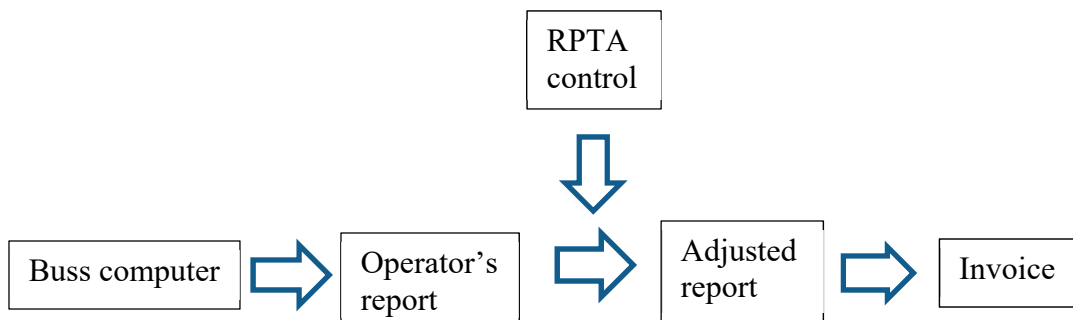 RPTA
control
Buss computer
Operator's
report
Adjusted
report
Invoice